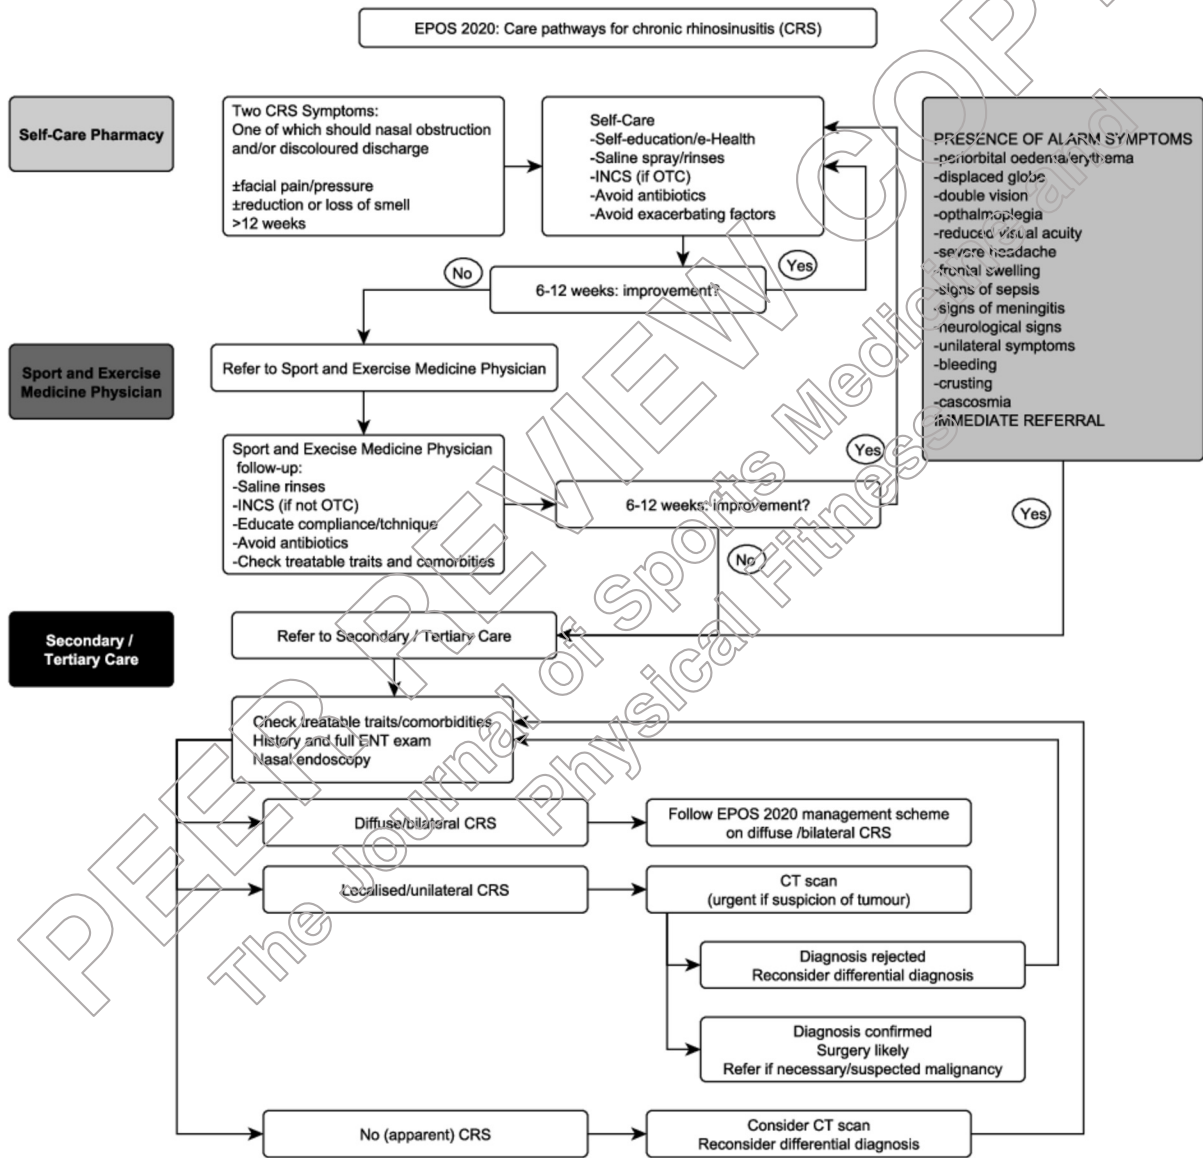 EPOS 2020: Care pathways for chronic rhinosinusitis (CRS)
Self-Care Pharmacy
Two CRS Symptoms:
One of which should nasal obstruction
and/or discoloured discharge
±facial pain/pressure
±reduction or loss of smell
>12 weeks
Self-Care
-Self-education/e-Health
-Saline spray/rinses
-INCS (if OTC)
-Avoid antibiotics
-Avoid exacerbating factors
PRESENCE OF ALARM SYMPTOMS
-periorbital oedema/erythema
-displaced globe
-double vision
-opthalmoplegia
-reduced visual acuity
-severe headache
-frontal swelling
-signs of sepsis
-signs of meningitis
-neurological signs
-unilateral symptoms
-bleeding
-crusting
-cascosmia
IMMEDIATE REFERRAL
No
6-12 weeks: improvement?
Yes
Sport and Exercise
Medicine Physician
Refer to Sport and Exercise Medicine Physician
Sport and Execise Medicine Physician
follow-up:
-Saline rinses
-INCS (if not OTC)
-Educate compliance/tchnique
-Avoid antibiotics
-Check treatable traits and comorbities
6-12 weeks: improvement?
Yes
Yes
No
Secondary /
Tertiary Care
Refer to Secondary / Tertiary Care
Check treatable traits/comorbidities
History and full ENT exam
Nasal endoscopy
Diffuse/bilateral CRS
Follow EPOS 2020 management scheme
on diffuse /bilateral CRS
Localised/unilateral CRS
CT scan
(urgent if suspicion of tumour)
Diagnosis rejected
Reconsider differential diagnosis
Diagnosis confirmed
Surgery likely
Refer if necessary/suspected malignancy
No (apparent) CRS
Consider CT scan
Reconsider differential diagnosis
PEER REVIEW COPY
The Journal of Sports Medicine and
Physical Fitness